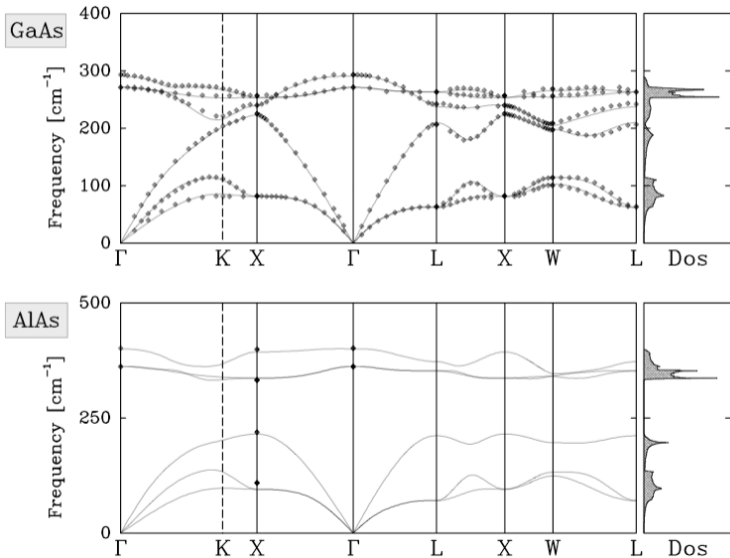 GaAs
Frequency [cm⁻¹]
400
300
200
100
0
Γ K X Γ L X W L Dos
AlAs
Frequency [cm⁻¹]
500
250
0
Γ K X Γ L X W L Dos